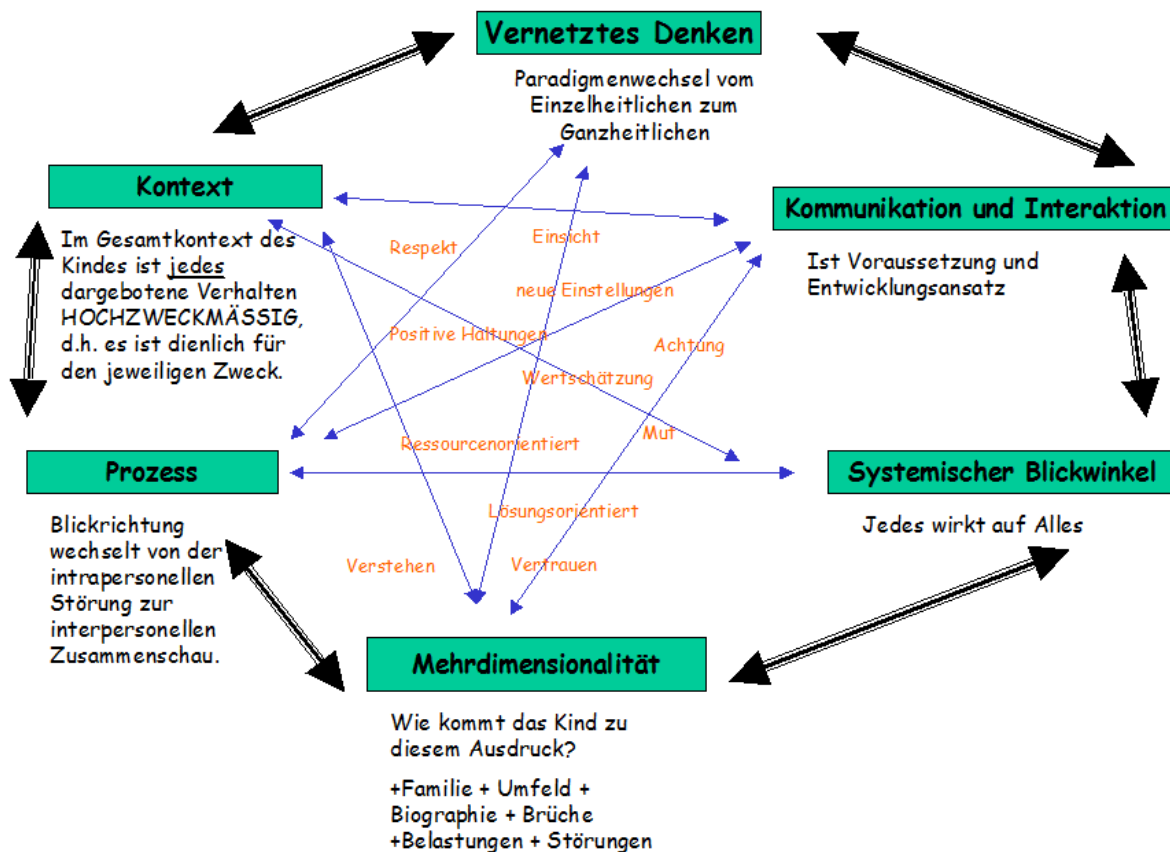 Vernetztes Denken
Paradigmenwechsel vom
Einzelheitlichen zum
Ganzheitlichen
Kontext
Im Gesamtkontext des
Kindes ist jedes
dargebotene Verhalten
HOCHZWECKMÄSSIG,
d.h. es ist dienlich für
den jeweiligen Zweck.
Kommunikation und Interaktion
Ist Voraussetzung und
Entwicklungsansatz
Respekt
Einsicht
neue Einstellungen
Positive Haltungen
Achtung
Wertschätzung
Ressourcenorientiert
Mut
Lösungsorientiert
Verstehen
Vertrauen
Prozess
Blickrichtung
wechselt von der
intrapersonellen
Störung zur
interpersonellen
Zusammenschau.
Systemischer Blickwinkel
Jedes wirkt auf Alles
Mehrdimensionalität
Wie kommt das Kind zu
diesem Ausdruck?
+Familie + Umfeld +
Biographie + Brüche
+Belastungen + Störungen